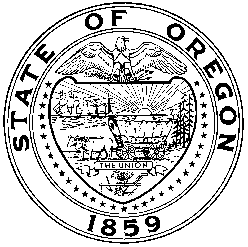 STATE OF OREGON
THE UNION
1859